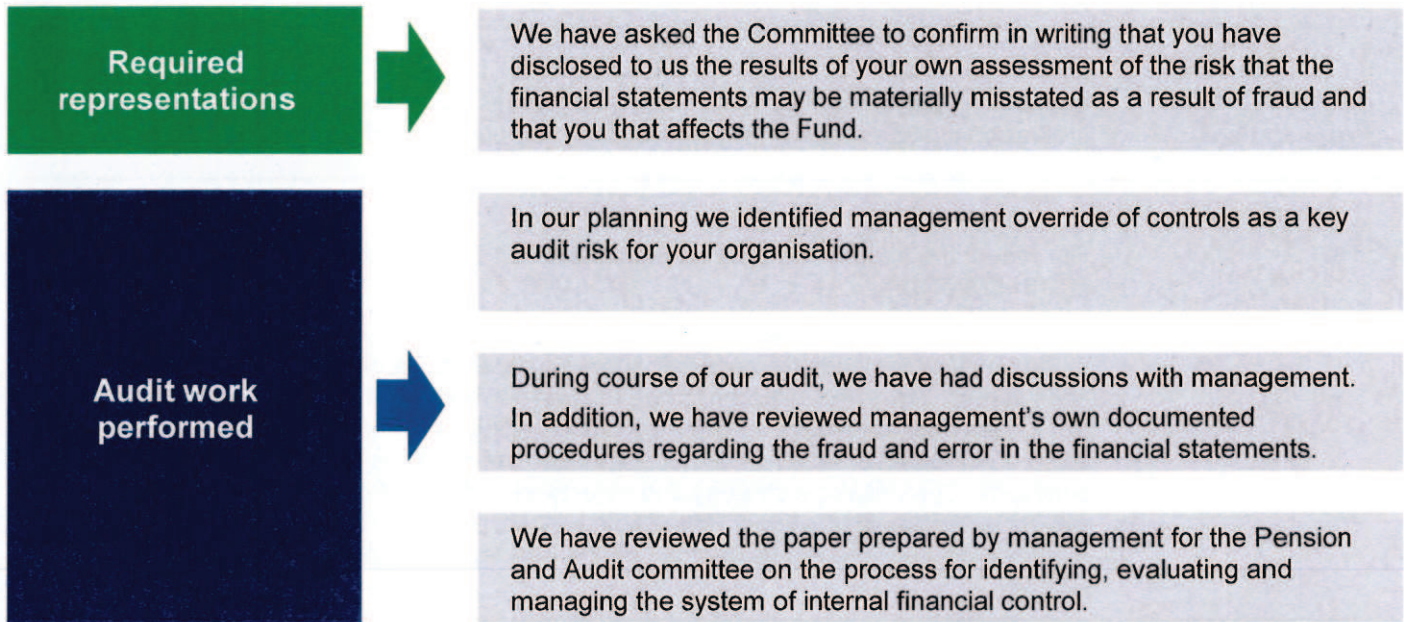 Required
representations
We have asked the Committee to confirm in writing that you have
disclosed to us the results of your own assessment of the risk that the
financial statements may be materially misstated as a result of fraud and
that you that affects the Fund.
Audit work
performed
In our planning we identified management override of controls as a key
audit risk for your organisation.
During course of our audit, we have had discussions with management.
In addition, we have reviewed management's own documented
procedures regarding the fraud and error in the financial statements.
We have reviewed the paper prepared by management for the Pension
and Audit committee on the process for identifying, evaluating and
managing the system of internal financial control.